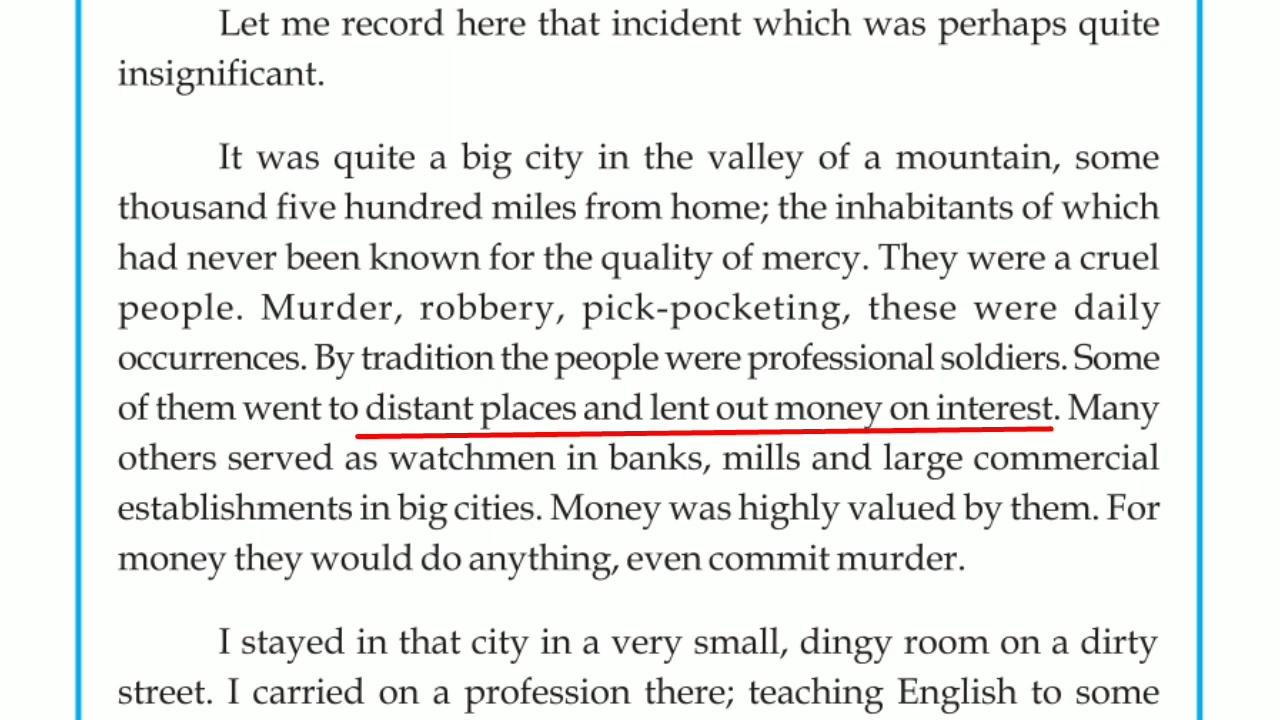 Let me record here that incident which was perhaps quite
insignificant.
It was quite a big city in the valley of a mountain, some
thousand five hundred miles from home; the inhabitants of which
had never been known for the quality of mercy. They were a cruel
people. Murder, robbery, pick-pocketing, these were daily
occurrences. By tradition the people were professional soldiers. Some
of them went to distant places and lent out money on interest. Many
others served as watchmen in banks, mills and large commercial
establishments in big cities. Money was highly valued by them. For
money they would do anything, even commit murder.
I stayed in that city in a very small, dingy room on a dirty
street. I carried on a profession there; teaching English to some